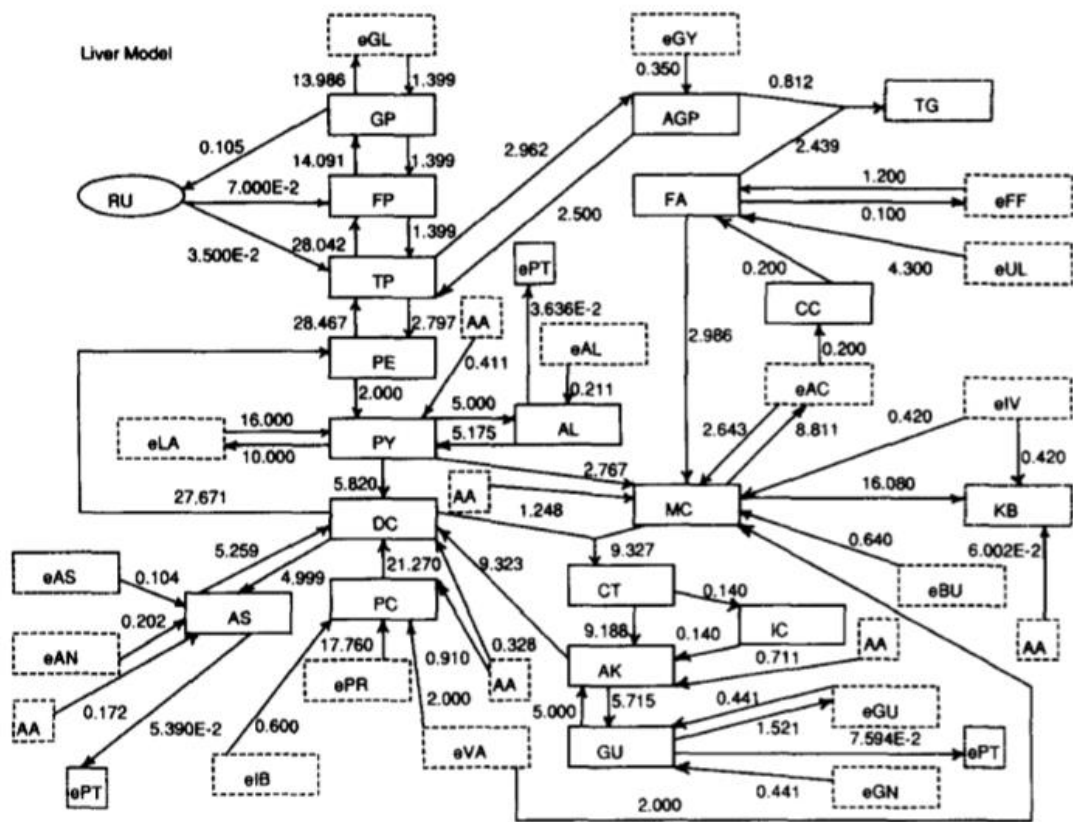 Liver Model
eGL
eGY
13.986
1.399
0.350
0.812
TG
GP
AGP
0.105
14.091
1.399
2.962
2.439
RU
7.000E-2
FP
FA
1.200
eFF
0.100
2.500
3.500E-2
28.042
1.399
ePT
0.200
4.300
eUL
TP
CC
28.467
2.797
AA
3.636E-2
2.986
0.200
PE
0.411
eAL
eAC
eIV
2.000
5.000
0.211
0.420
16.000
eLA
PY
5.175
AL
2.643
8.811
10.000
0.420
2.767
27.671
5.820
AA
MC
16.080
KB
DC
1.248
5.259
0.640
6.002E-2
21.270
9.323
9.327
eAS
0.104
4.999
CT
0.140
eBU
AS
PC
IC
0.202
9.188
0.140
AA
AA
eAN
17.760
0.328
AK
0.711
0.910
AA
ePR
2.000
5.715
0.441
AA
0.172
5.000
eGU
1.521
5.390E-2
0.600
GU
7.594E-2
eIB
eVA
ePT
ePT
eGN
0.441
2.000